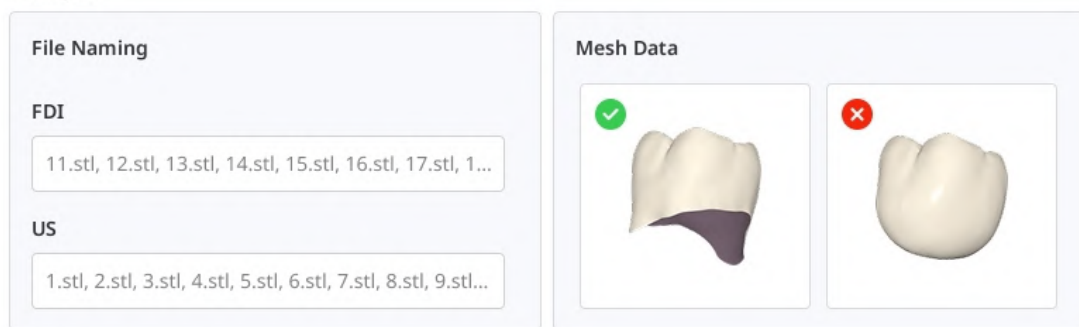 File Naming
FDI
11.stl, 12.stl, 13.stl, 14.stl, 15.stl, 16.stl, 17.stl, 1...
US
1.stl, 2.stl, 3.stl, 4.stl, 5.stl, 6.stl, 7.stl, 8.stl, 9.stl...
Mesh Data